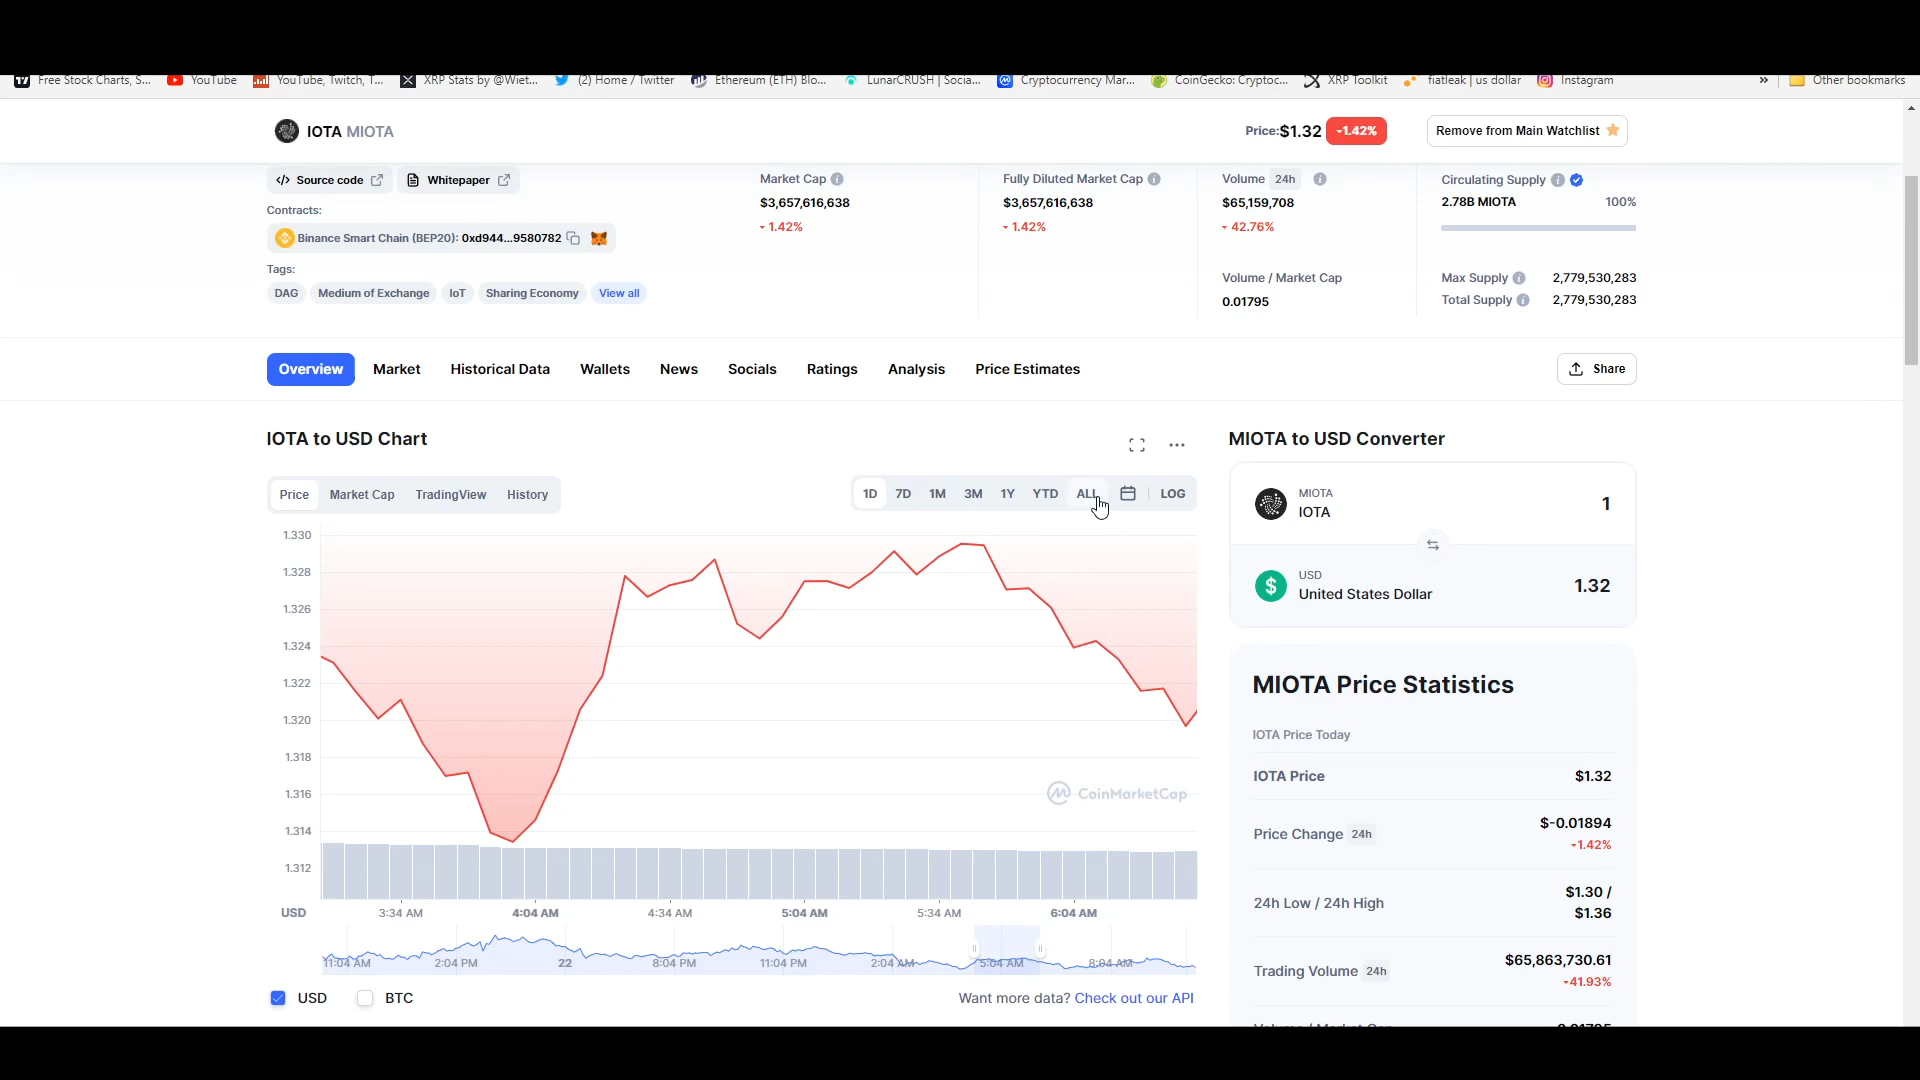 Free Stock Charts, S... YouTube YouTube, Twitch, T... XRP Stats by @Wiet... (2) Home / Twitter Ethereum (ETH) Blo... LunarCRUSH | Socia... Cryptocurrency Mar... CoinGecko: Cryptoc... XRP Toolkit fiatleak | us dollar Instagram » Other bookmarks
IOTA MIOTA Price:$1.32 -1.42% Remove from Main Watchlist
Source code Whitepaper
Contracts:
Binance Smart Chain (BEP20): 0xd944...9580782
Tags:
DAG Medium of Exchange IoT Sharing Economy View all
Market Cap
$3,657,616,638
1.42%
Fully Diluted Market Cap
$3,657,616,638
1.42%
Volume 24h
$65,159,708
42.76%
Volume / Market Cap
0.01795
Circulating Supply
2.78B MIOTA 100%
Max Supply 2,779,530,283
Total Supply 2,779,530,283
Overview Market Historical Data Wallets News Socials Ratings Analysis Price Estimates Share
IOTA to USD Chart
Price Market Cap TradingView History 1D 7D 1M 3M 1Y YTD ALL LOG
1.330
1.328
1.326
1.324
1.322
1.320
1.318
1.316
1.314
1.312
CoinMarketCap
USD 3:34 AM 4:04 AM 4:34 AM 5:04 AM 5:34 AM 6:04 AM
11:04 AM 2:04 PM 22 8:04 PM 11:04 PM 2:04 AM 5:04 AM 8:04 AM
USD BTC Want more data? Check out our API
MIOTA to USD Converter
MIOTA
IOTA 1
USD
United States Dollar 1.32
MIOTA Price Statistics
IOTA Price Today
IOTA Price $1.32
Price Change 24h $-0.01894
1.42%
24h Low / 24h High $1.30 /
$1.36
Trading Volume 24h $65,863,730.61
41.93%
Volume / Market Cap 0.01795